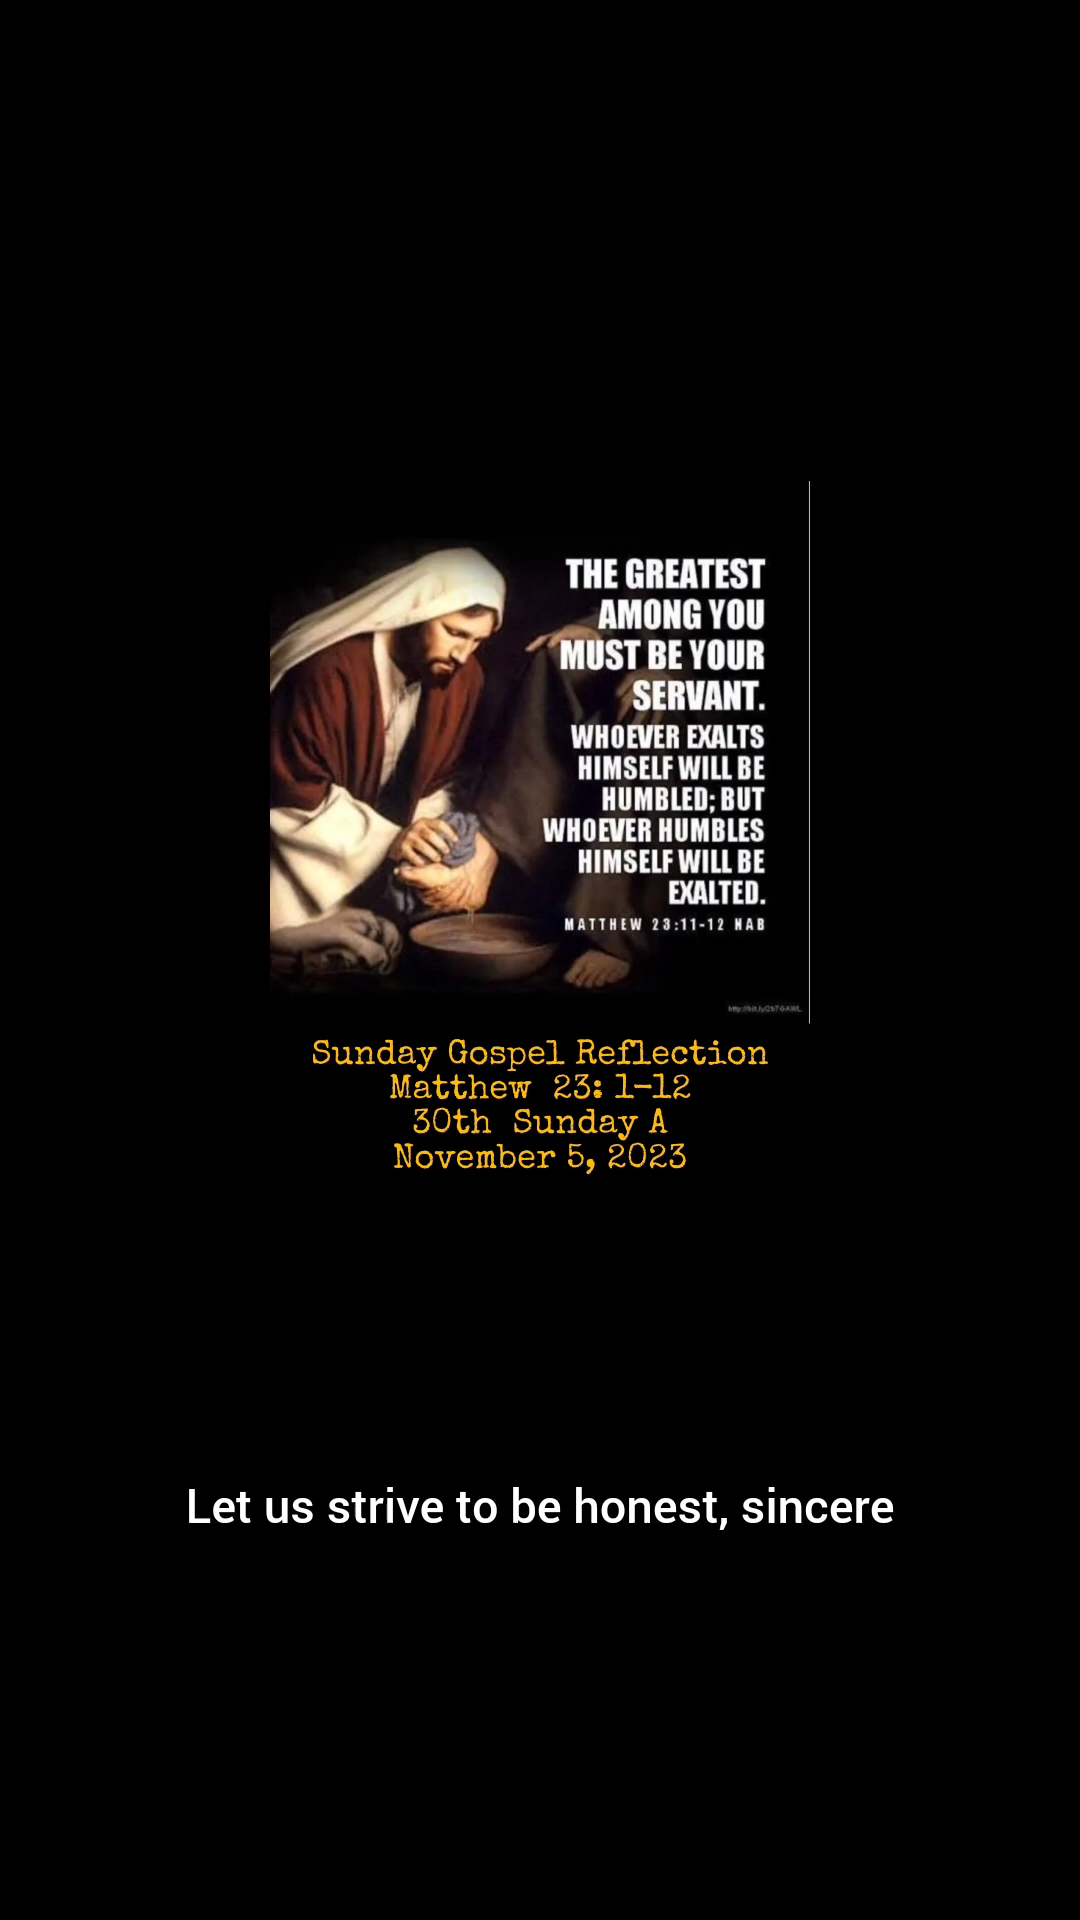 THE GREATEST
AMONG YOU
MUST BE YOUR
SERVANT.
WHOEVER EXALTS
HIMSELF WILL BE
HUMBLED; BUT
WHOEVER HUMBLES
HIMSELF WILL BE
EXALTED.
MATTHEW 23:11-12 NAB
Sunday Gospel Reflection
Matthew 23: 1-12
30th Sunday A
November 5, 2023
Let us strive to be honest, sincere